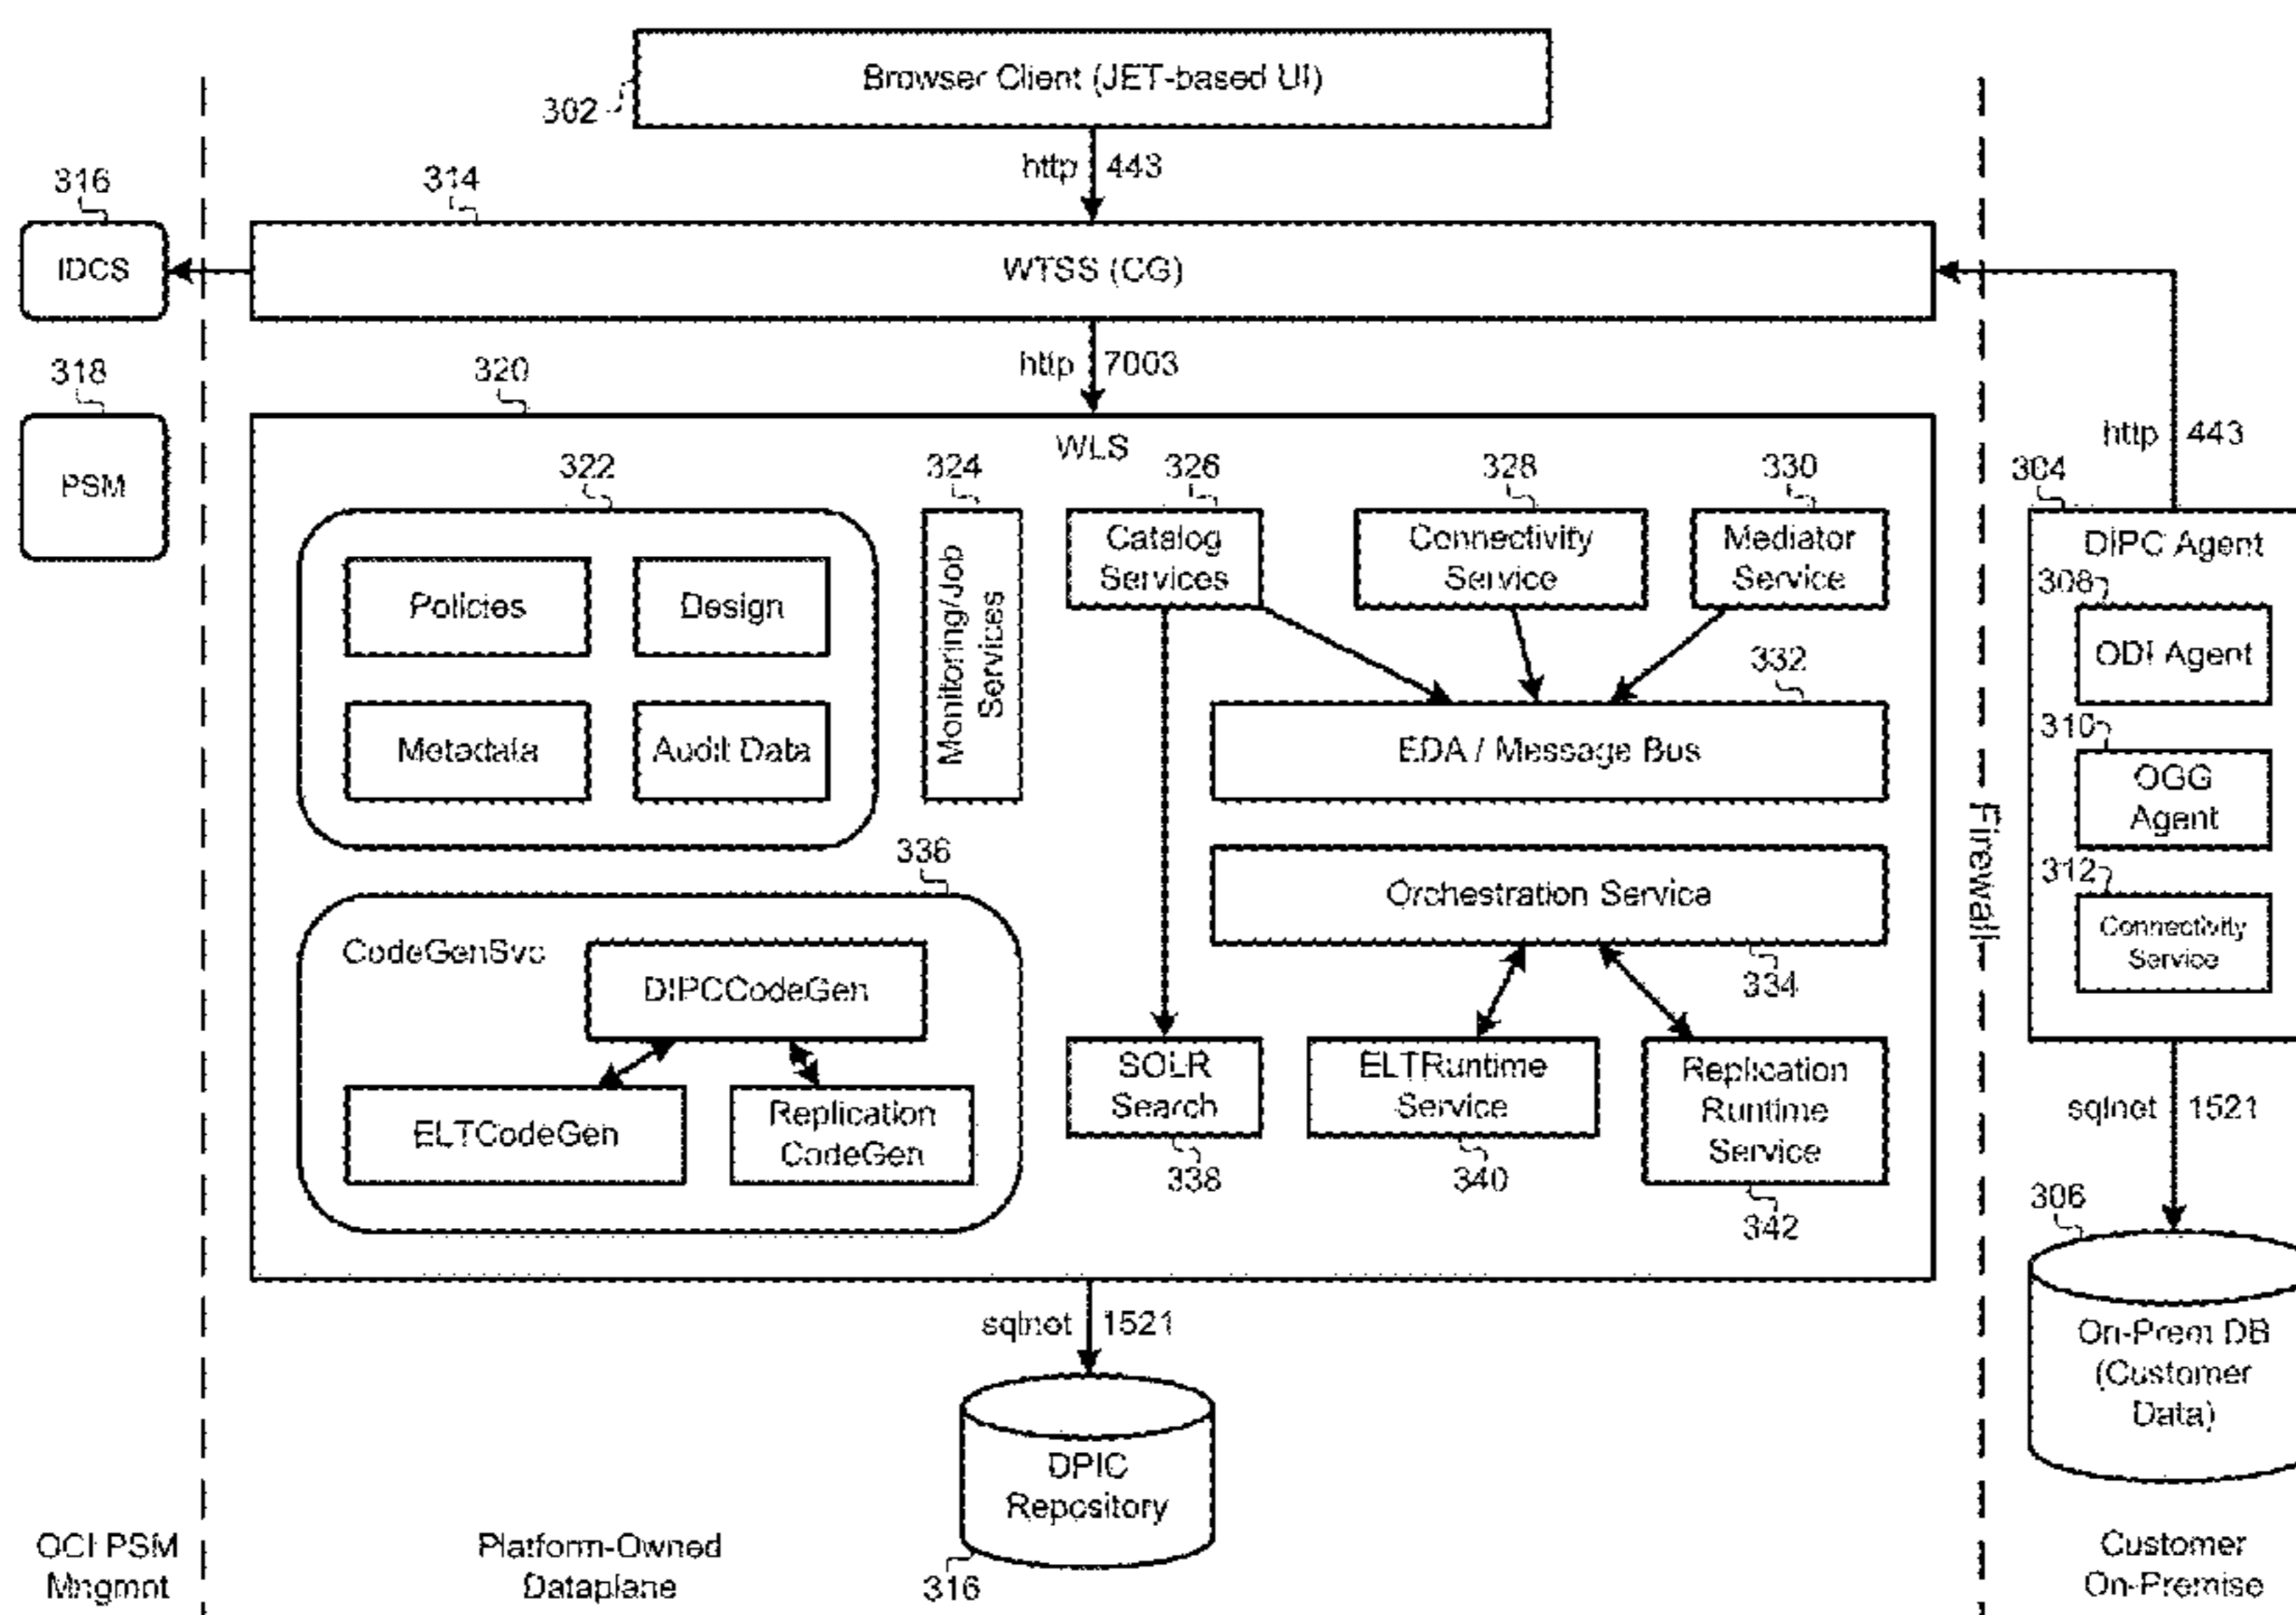 Browser Client (JET-based UI)
302
http 443
316
314
IDCS
WTSS (CG)
318
320
http 7003
http 443
PSM
WLS
322
324
326
328
330
304
Policies
Design
Metadata
Audit Data
Monitoring/Job
Services
Catalog
Services
Connectivity
Service
Mediator
Service
332
EDA / Message Bus
Orchestration Service
334
336
CodeGenSvc
DIPCCodeGen
ELTCodeGen
Replication
CodeGen
SOLR
Search
338
ELTRuntime
Service
340
Replication
Runtime
Service
342
Firewall
DIPC Agent
308
ODI Agent
310
OGG
Agent
312
Connectivity
Service
sqlnet 1521
306
On-Prem DB
(Customer
Data)
sqlnet 1521
DPIC
Repository
316
OCI PSM
Mngmnt
Platform-Owned
Dataplane
Customer
On-Premise